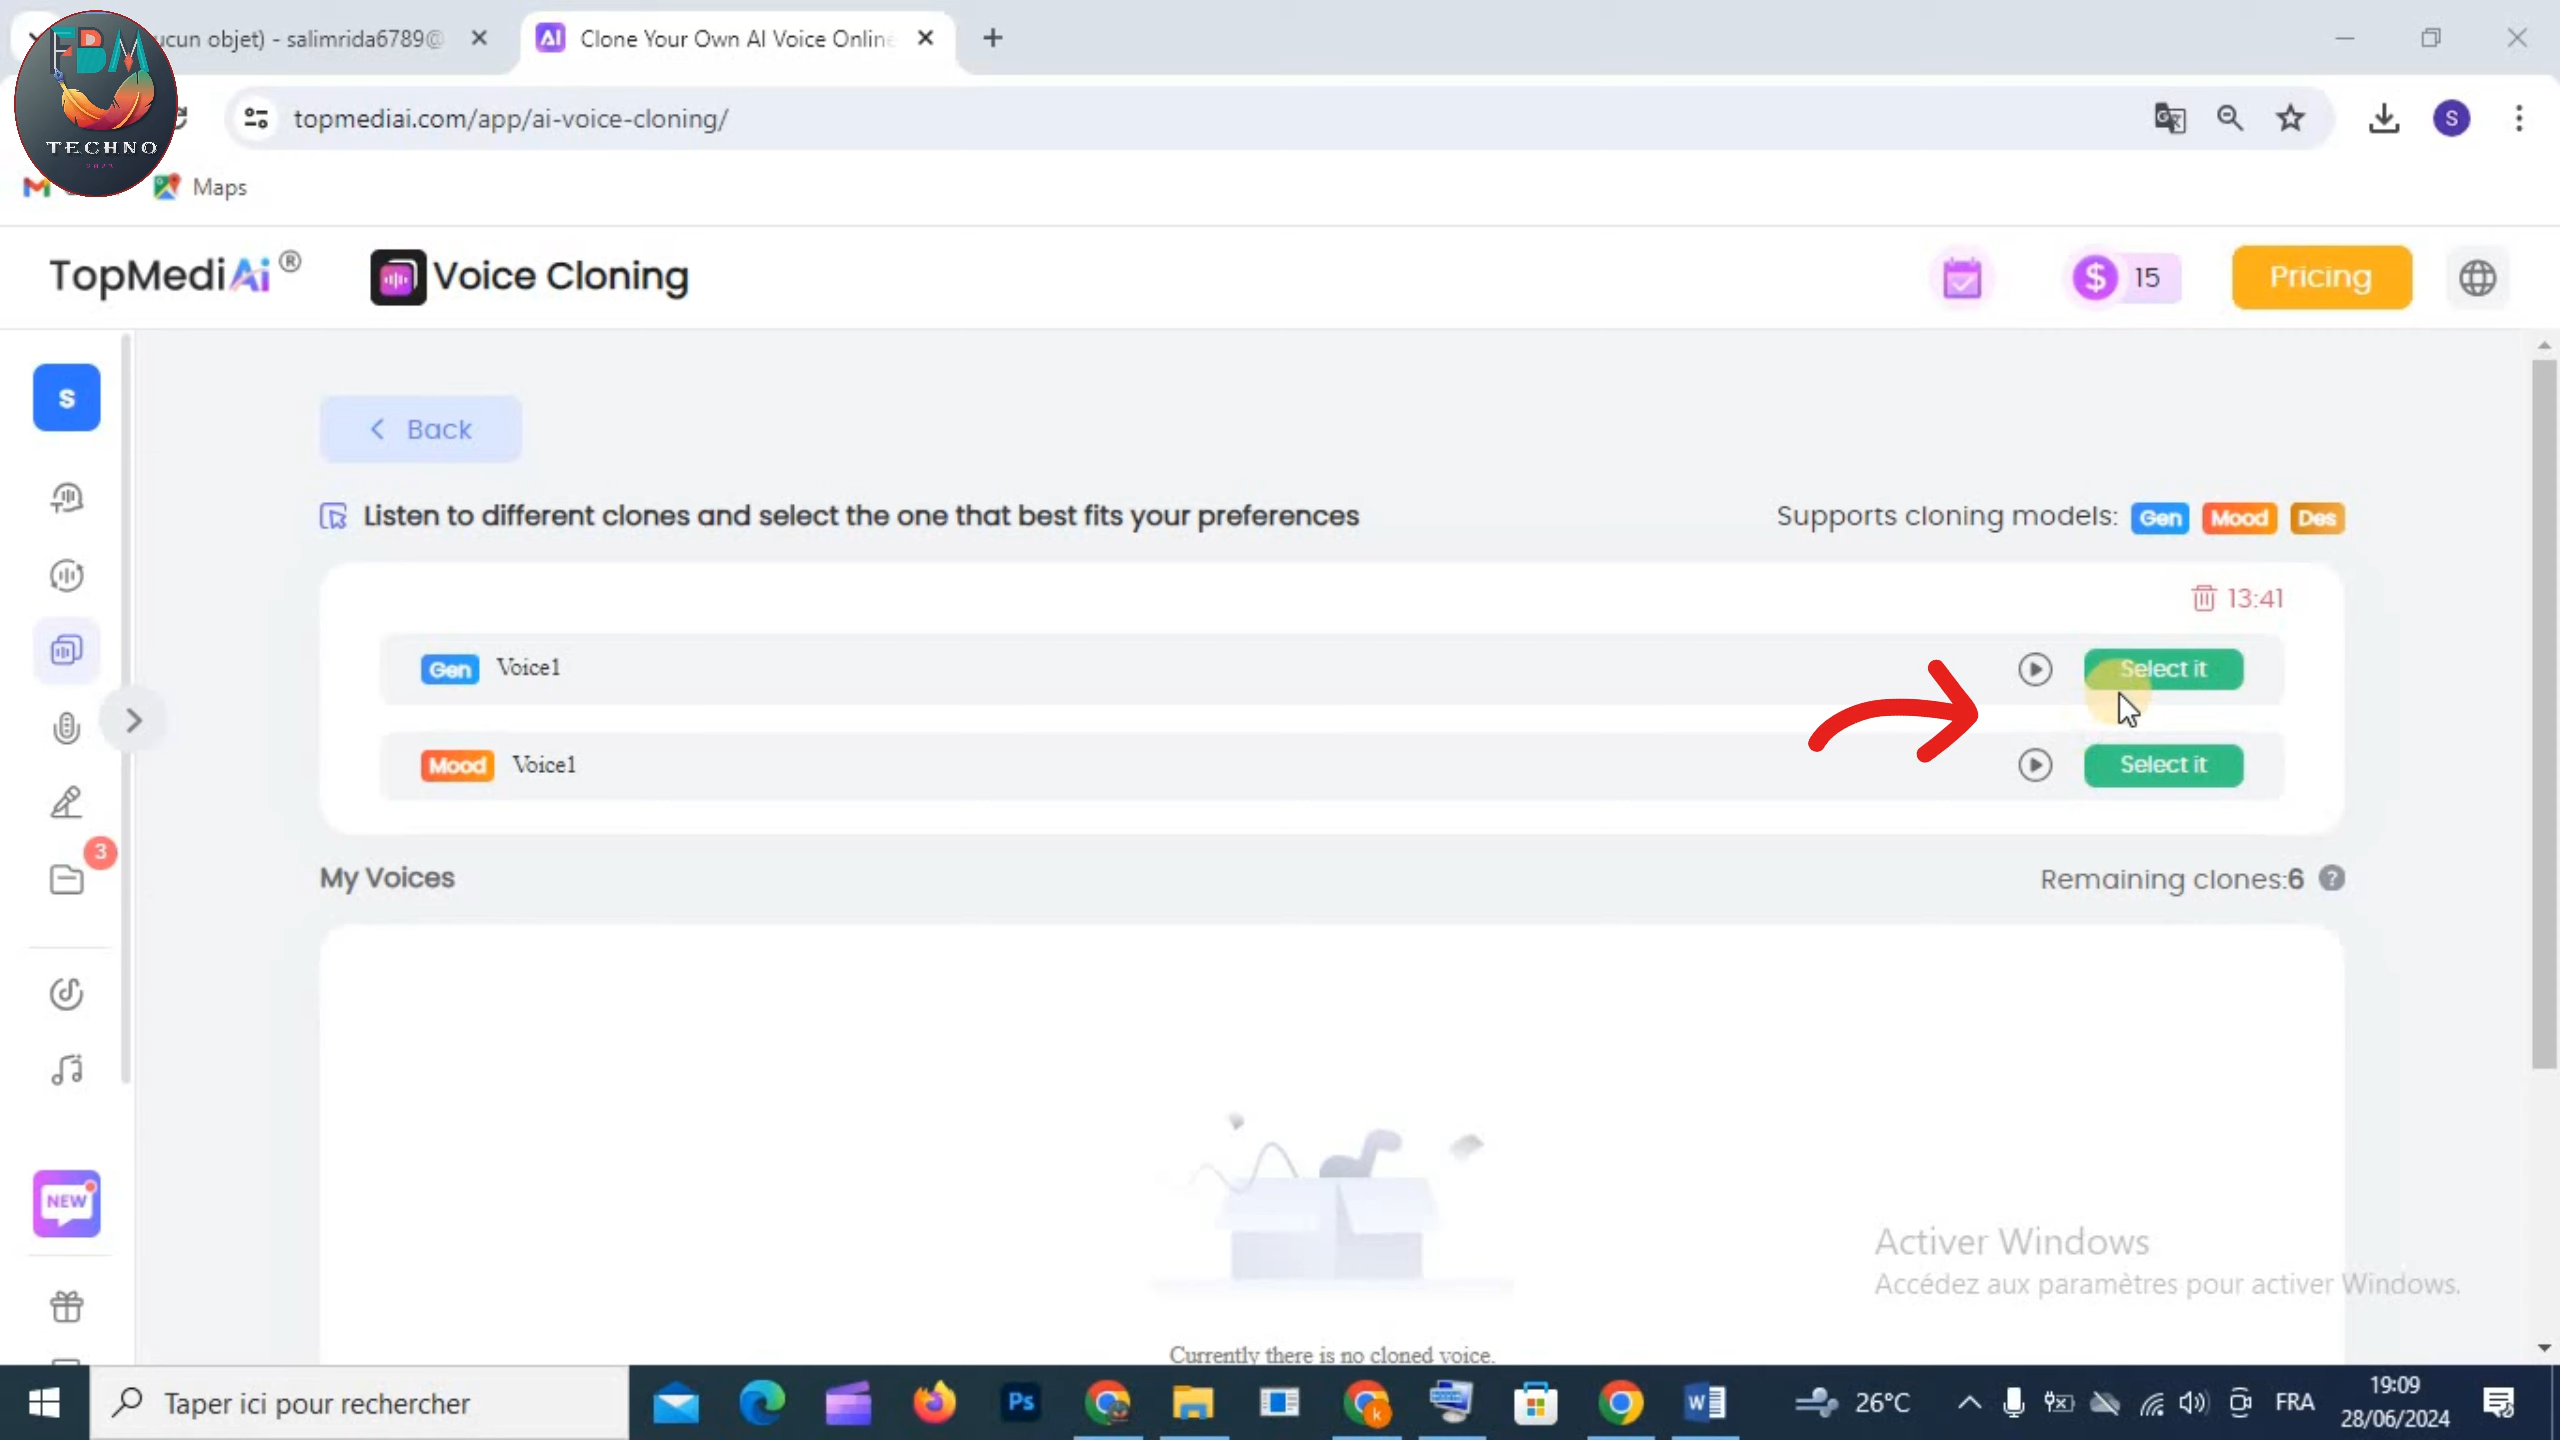 ucun objet) - salimrida6789@
Clone Your Own AI Voice Online
FBM
TECHNO
topmediai.com/app/ai-voice-cloning/
S
Maps
TopMediAi ®
Voice Cloning
15
Pricing
S
Back
Listen to different clones and select the one that best fits your preferences
Supports cloning models: Gen Mood Des
13:41
Gen Voice1
Select it
Mood Voice1
Select it
3
My Voices
Remaining clones:6
NEW
Currently there is no cloned voice.
Activer Windows
Accédez aux paramètres pour activer Windows.
Taper ici pour rechercher
Ps
k
W
26°C
FRA
19:09
28/06/2024